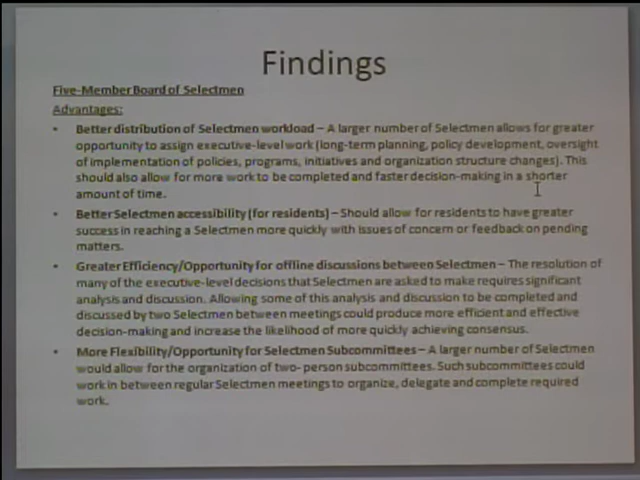 Findings
Five-Member Board of Selectmen
Advantages:
• Better distribution of Selectmen workload – A larger number of Selectmen allows for greater
opportunity to assign executive-level work (long-term planning, policy development, oversight
of implementation of policies, programs, initiatives and organization structure changes). This
should also allow for more work to be completed and faster decision-making in a shorter
amount of time.
• Better Selectmen accessibility (for residents) – Should allow for residents to have greater
success in reaching a Selectmen more quickly with issues of concern or feedback on pending
matters.
• Greater Efficiency/Opportunity for offline discussions between Selectmen – The resolution of
many of the executive-level decisions that Selectmen are asked to make requires significant
analysis and discussion. Allowing some of this analysis and discussion to be completed and
discussed by two Selectmen between meetings could produce more efficient and effective
decision-making and increase the likelihood of more quickly achieving consensus.
• More Flexibility/Opportunity for Selectmen Subcommittees – A larger number of Selectmen
would allow for the organization of two- person subcommittees. Such subcommittees could
work in between regular Selectmen meetings to organize, delegate and complete required
work.